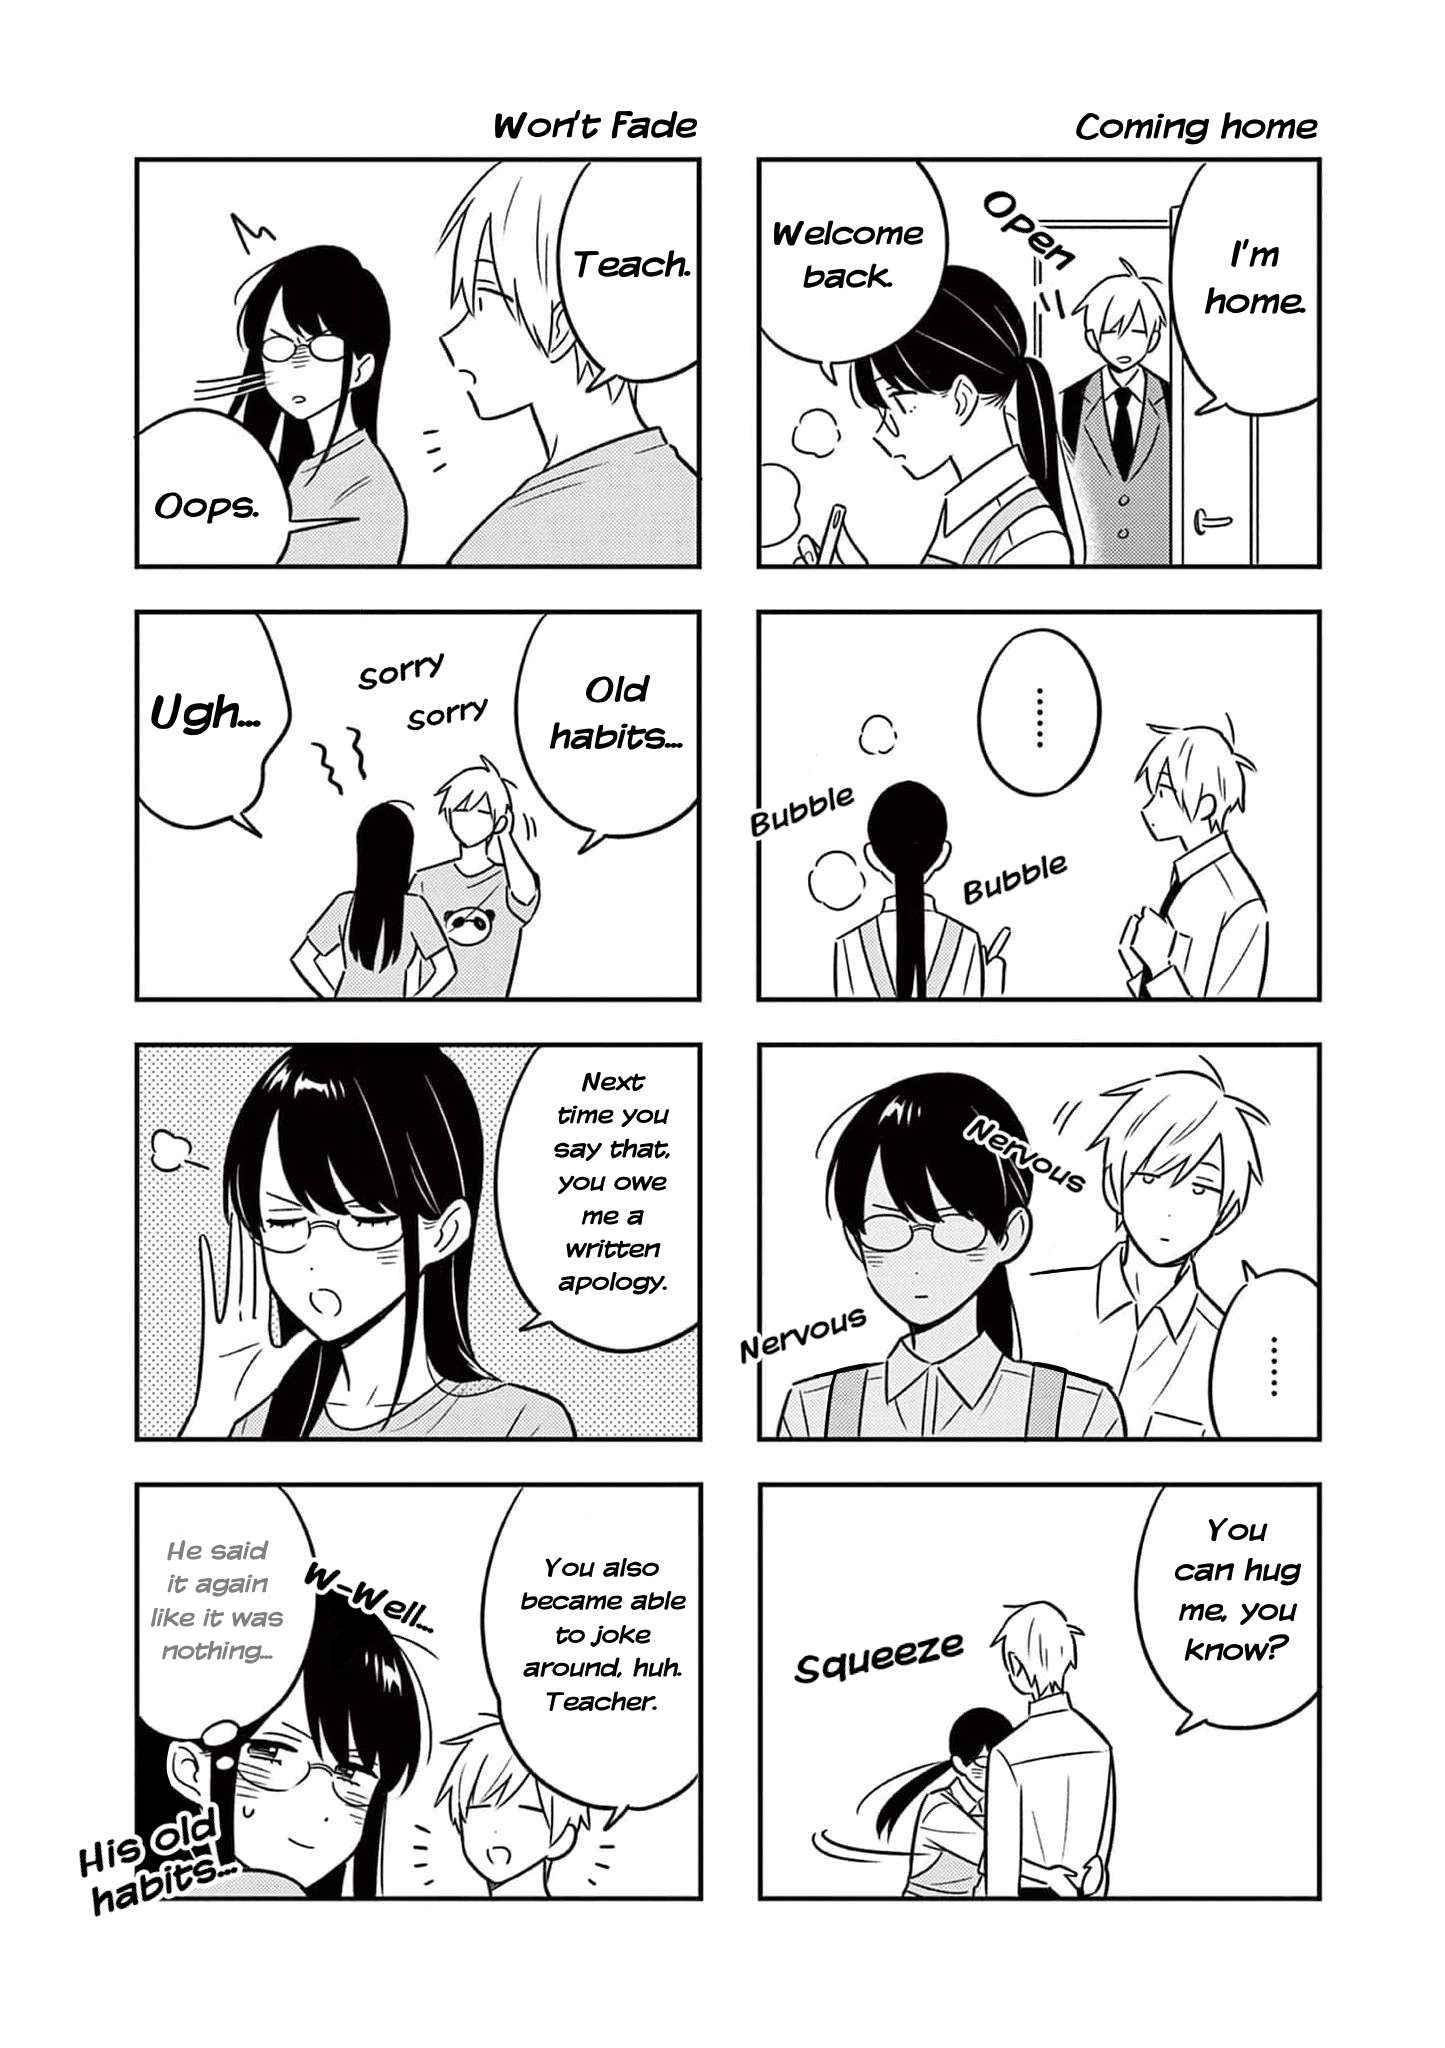 Coming home
Open
I'm
home.
Welcome
back.
......
Bubble
Bubble
Nervous
Nervous
......
You
can hug
me, you
know?
Squeeze
Won't Fade
Teach.
Oops.
Old
habits...
Sorry
Sorry
Ugh...
Next
time you
say that,
you owe
me a
written
apology.
You also
became able
to joke
around, huh.
Teacher.
W-Well...
He said
it again
like it was
nothing...
His old
habits...